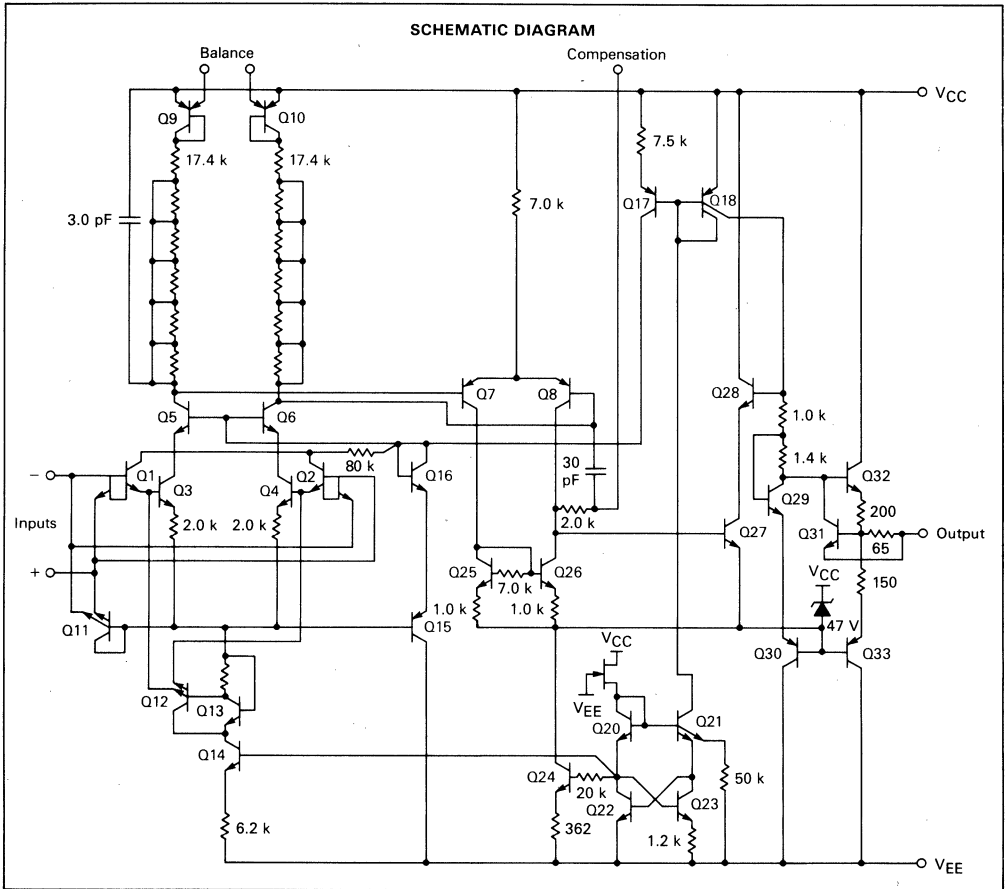 SCHEMATIC DIAGRAM
Balance
Compensation
VCC
Q9
Q10
17.4 k
17.4 k
7.5 k
3.0 pF
7.0 k
Q17
Q18
Q7
Q8
Q28
1.0 k
Q5
Q6
1.4 k
80 k
Q16
30 pF
Q29
Q32
−
Q1
Q3
Q4
Q2
Inputs
2.0 k
2.0 k
2.0 k
200
Q27
Q31
65
Output
+
Q25
7.0 k
Q26
VCC
150
1.0 k
1.0 k
Q11
Q15
47 V
VCC
Q30
Q33
Q12
Q13
VEE
Q20
Q21
Q14
Q24
20 k
50 k
Q22
Q23
6.2 k
362
1.2 k
VEE